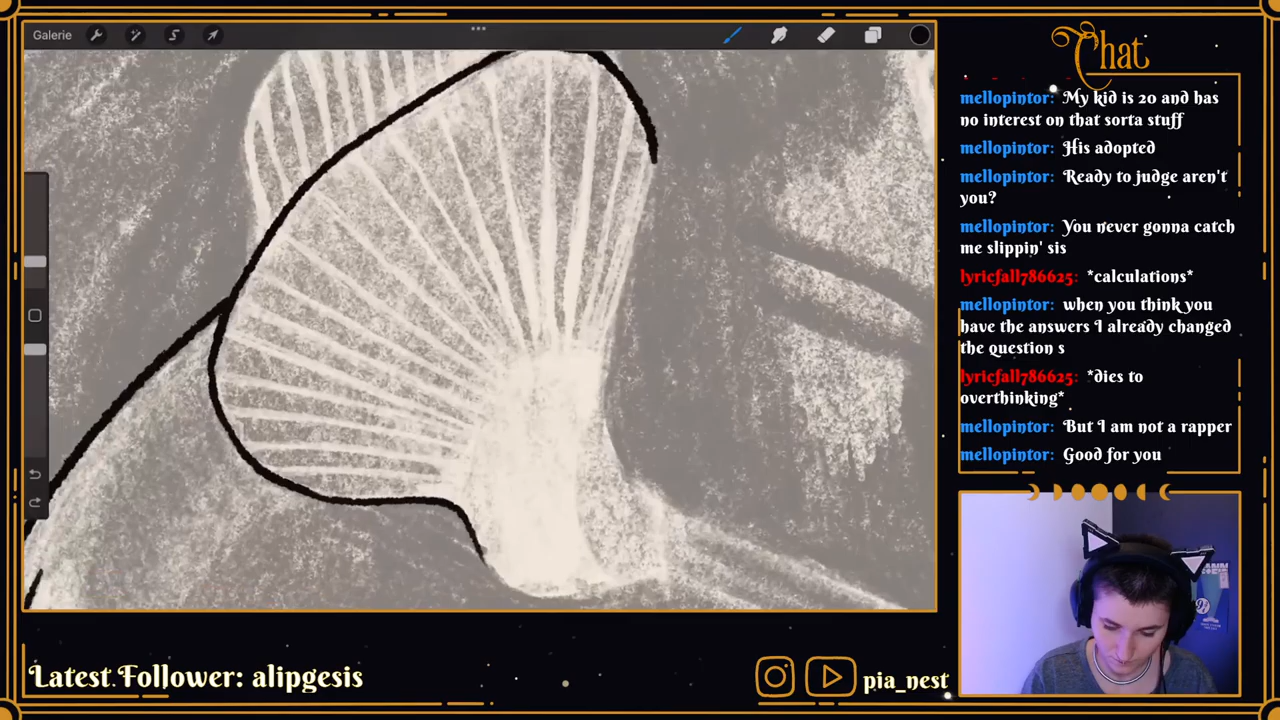 Galerie
Chat
mellopintor: My kid is 20 and has
no interest on that sorta stuff
mellopintor: His adopted
mellopintor: Ready to judge aren't
you?
mellopintor: You never gonna catch
me slippin' sis
lyricfall786625: *calculations*
mellopintor: when you think you
have the answers I already changed
the question s
lyricfall786625: *dies to
overthinking*
mellopintor: But I am not a rapper
mellopintor: Good for you
Latest Follower: alipgesis
pia_nest